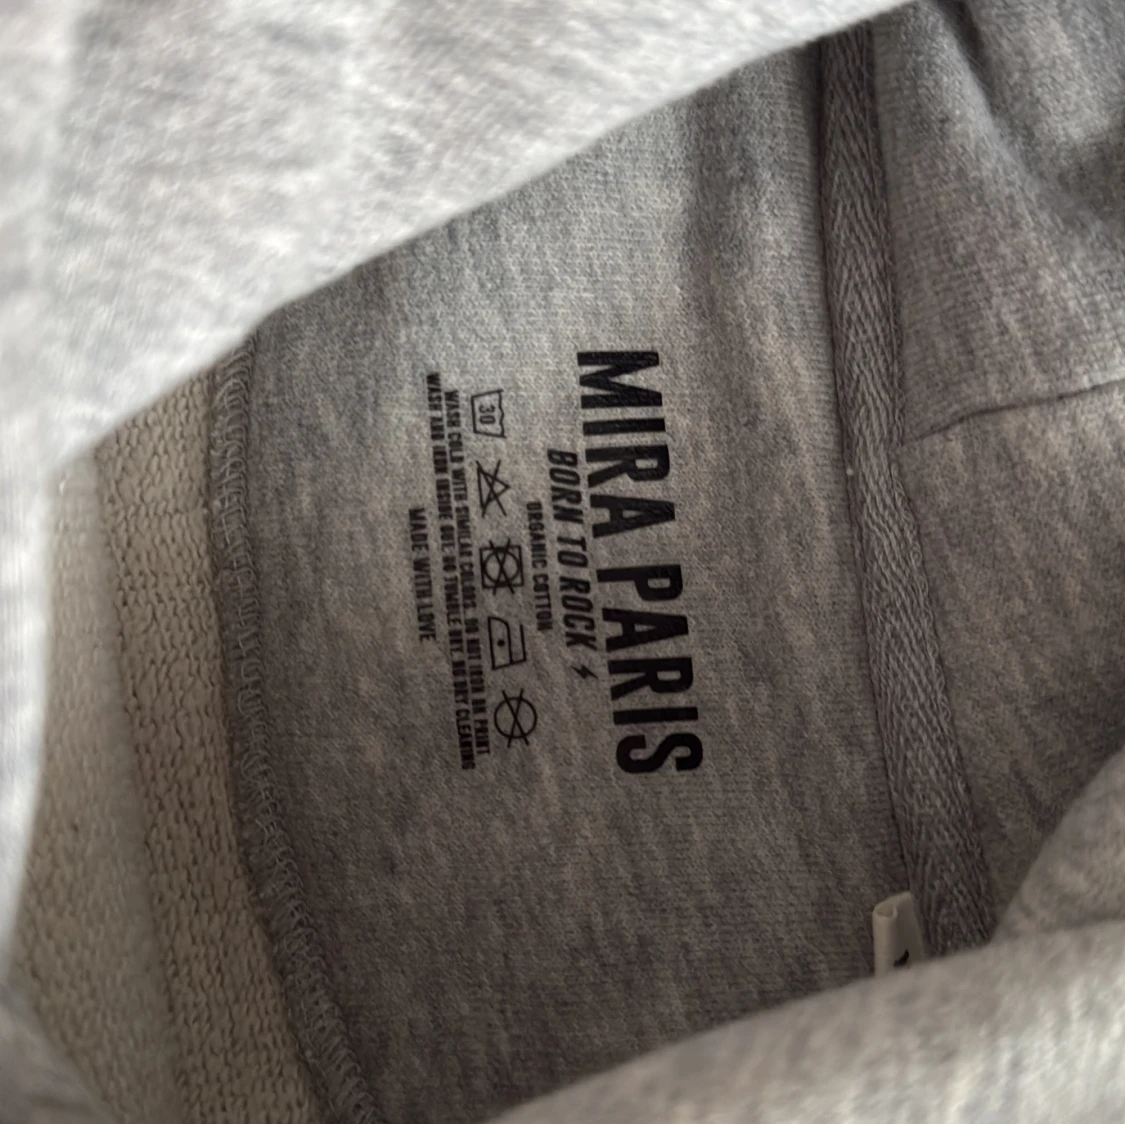 MIRA PARIS
BORN TO ROCK
ORGANIC COTTON
30
WASH COLD WITH SIMILAR COLORS. DO NOT IRON ON PRINT
WASH AND IRON INSIDE OUT. NO TUMBLE DRY. NO DRY CLEANING
MADE WITH LOVE